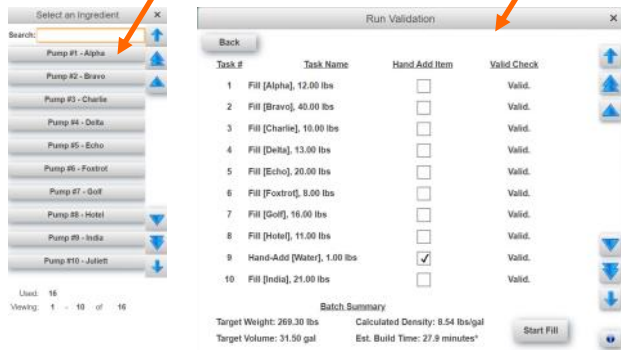 Select an Ingredient
Search:
Pump #1 - Alpha
Pump #2 - Bravo
Pump #3 - Charlie
Pump #4 - Delta
Pump #5 - Echo
Pump #6 - Foxtrot
Pump #7 - Golf
Pump #8 - Hotel
Pump #9 - India
Pump #10 - Juliett
Used: 16
Viewing: 1 - 10 of 16
Run Validation
Back
Task # Task Name Hand Add Item Valid Check
1 Fill [Alpha], 12.00 lbs Valid.
2 Fill [Bravo], 40.00 lbs Valid.
3 Fill [Charlie], 10.00 lbs Valid.
4 Fill [Delta], 13.00 lbs Valid.
5 Fill [Echo], 20.00 lbs Valid.
6 Fill [Foxtrot], 8.00 lbs Valid.
7 Fill [Golf], 16.00 lbs Valid.
8 Fill [Hotel], 11.00 lbs Valid.
9 Hand-Add [Water], 1.00 lbs Valid.
10 Fill [India], 21.00 lbs Valid.
Batch Summary
Target Weight: 269.30 lbs Calculated Density: 8.54 lbs/gal
Target Volume: 31.50 gal Est. Build Time: 27.9 minutes*
Start Fill